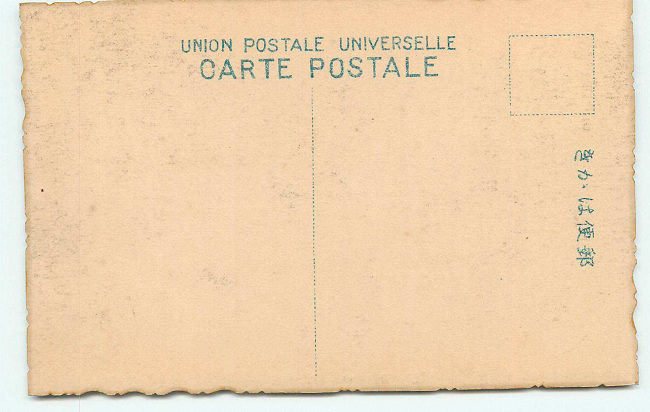 UNION POSTALE UNIVERSELLE
CARTE POSTALE
郵便はかき